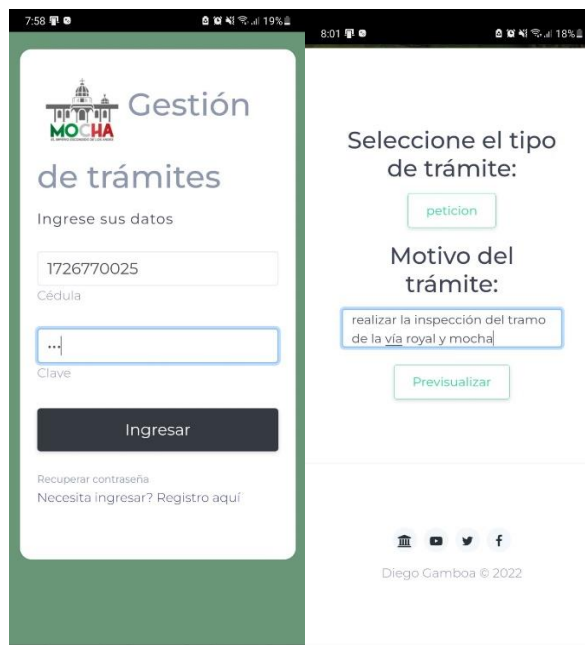 7:58
19%
MOCHA
Gestión
de trámites
Ingrese sus datos
1726770025
Cédula
Clave
Ingresar
Recuperar contraseña
Necesita ingresar? Registro aquí
8:01
18%
Seleccione el tipo
de trámite:
peticion
Motivo del
trámite:
realizar la inspección del tramo
de la vía royal y mocha
Previsualizar
Diego Gamboa © 2022